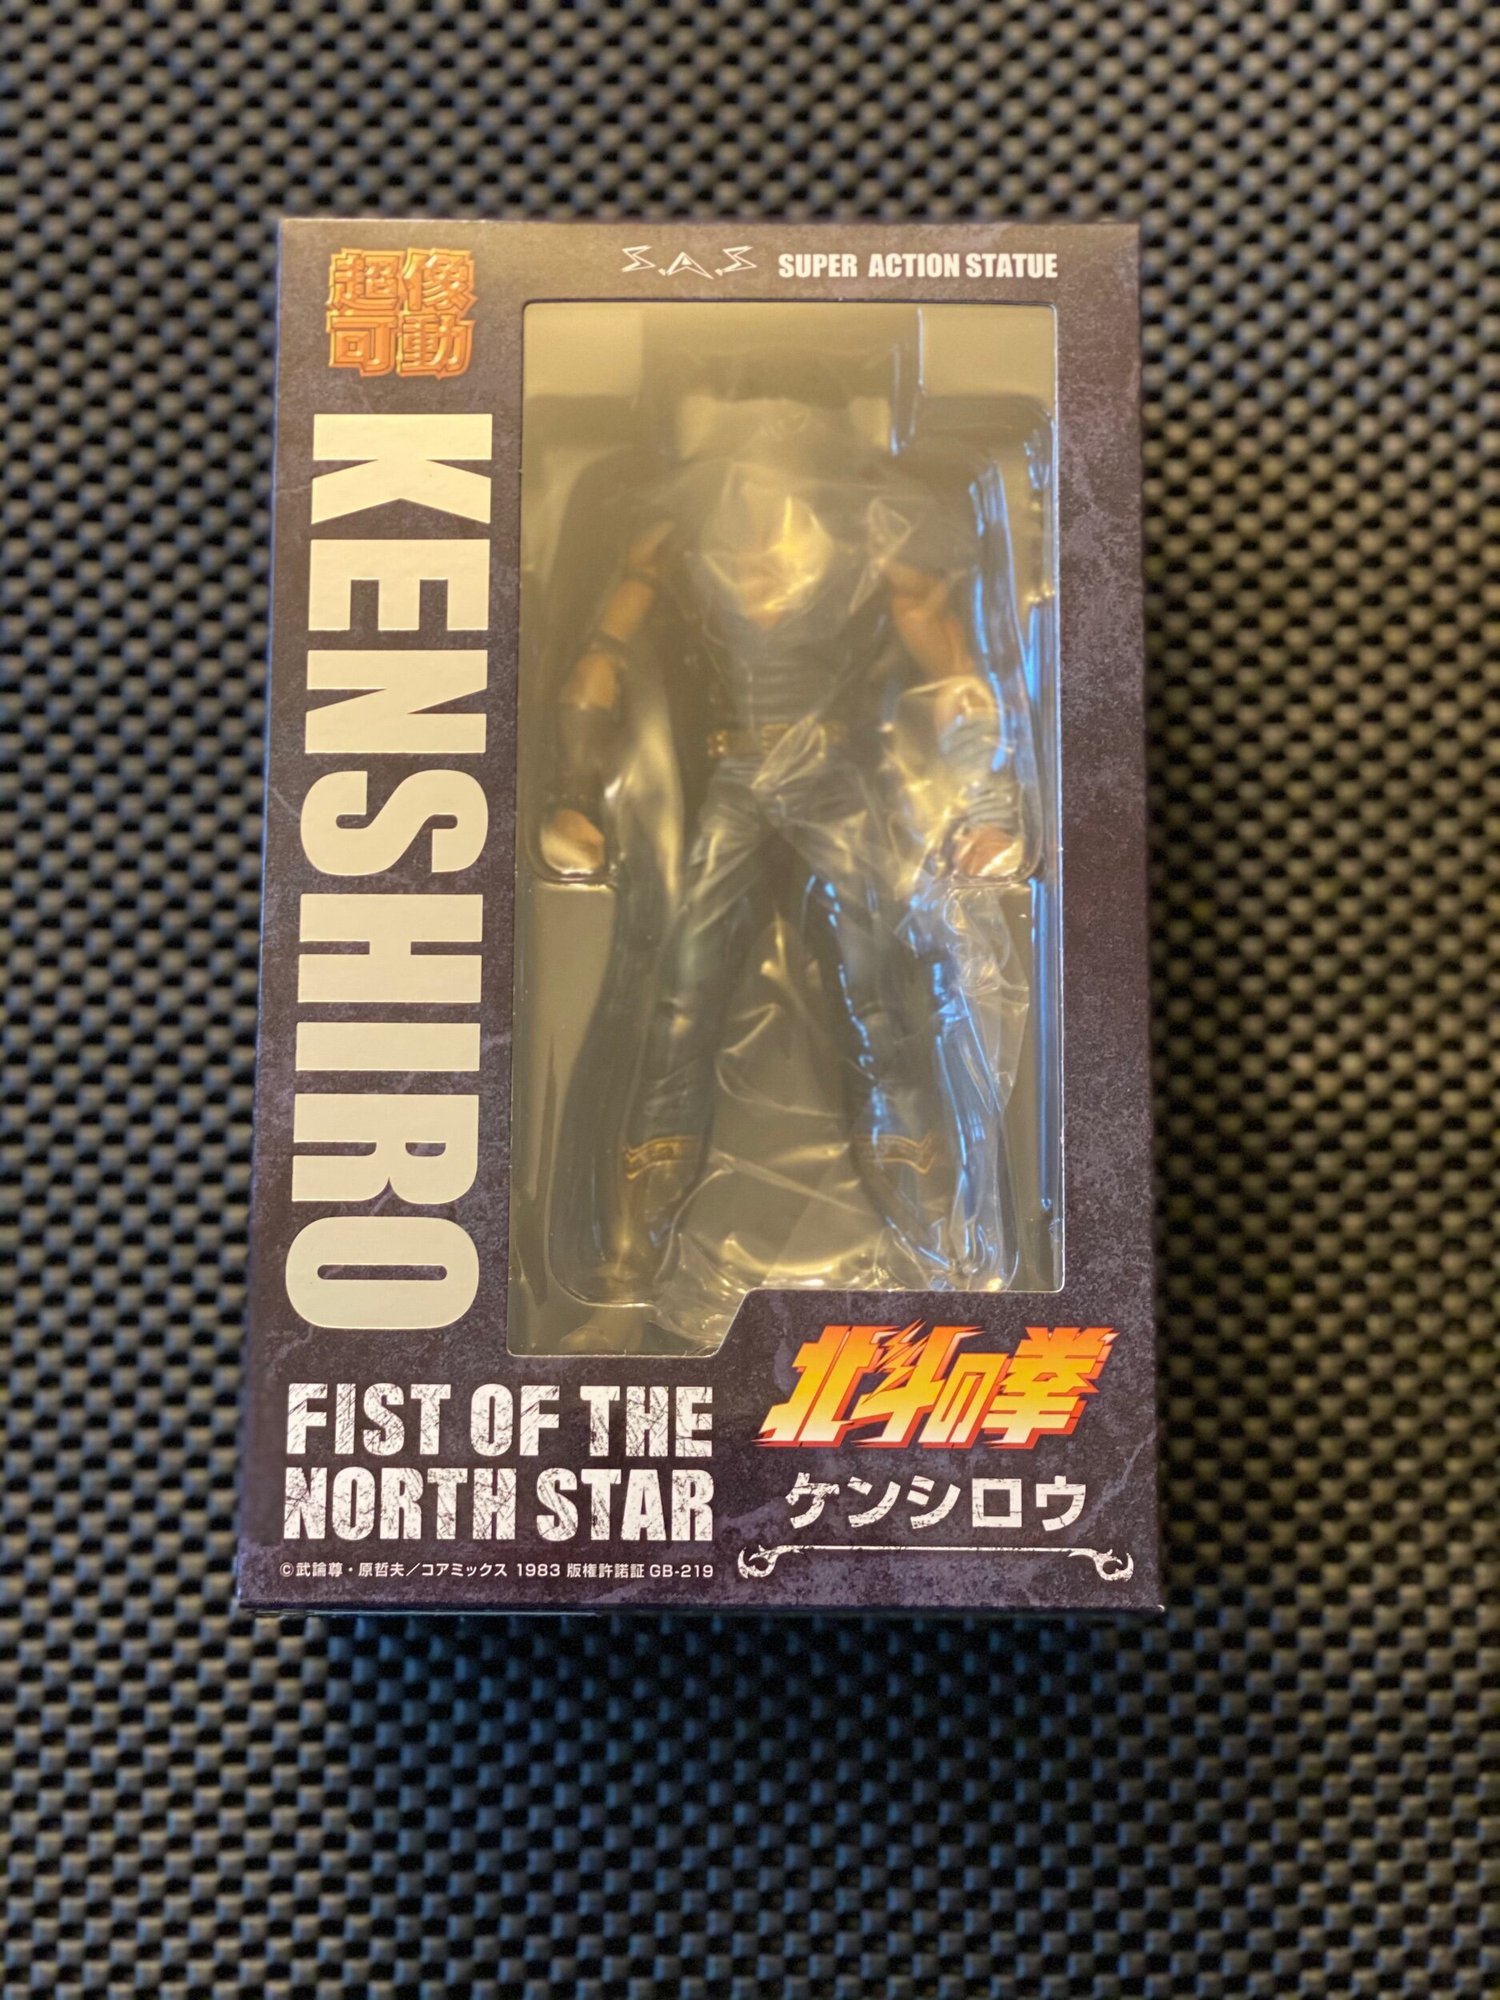 超像
可動
S.A.S SUPER ACTION STATUE
KENSHIRO
FIST OF THE
NORTH STAR
北斗の拳
ケンシロウ
©武論尊・原哲夫／コアミックス 1983 版権許諾証 GB-219